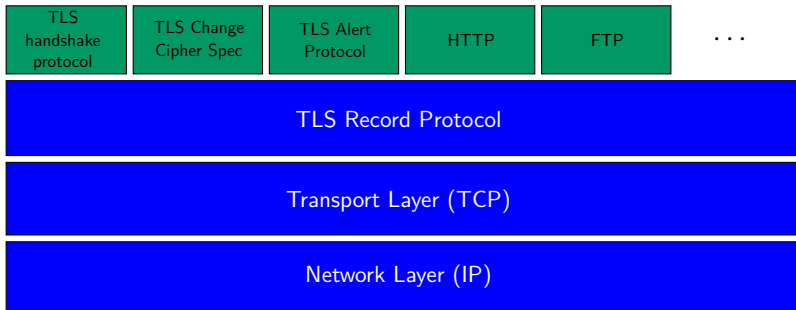 TLS
handshake
protocol
TLS Change
Cipher Spec
TLS Alert
Protocol
HTTP
FTP
...
TLS Record Protocol
Transport Layer (TCP)
Network Layer (IP)